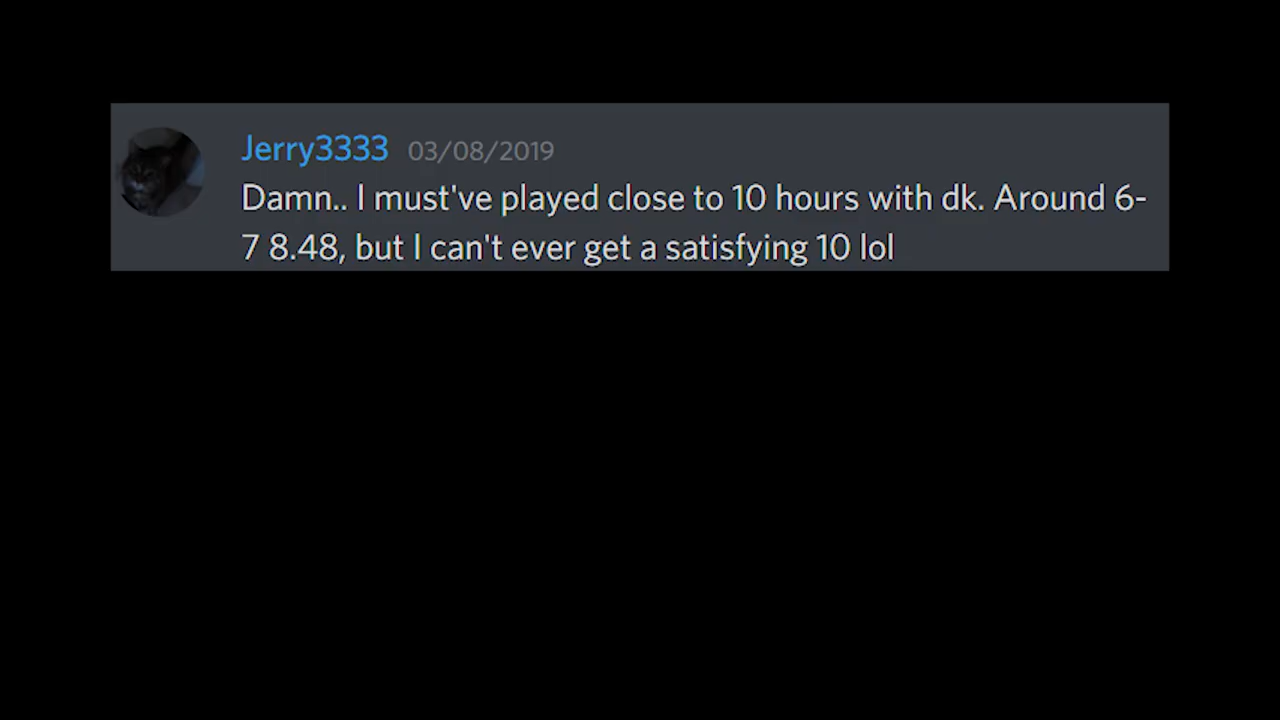 Jerry3333 03/08/2019
Damn.. I must've played close to 10 hours with dk. Around 6-
7 8.48, but I can't ever get a satisfying 10 lol